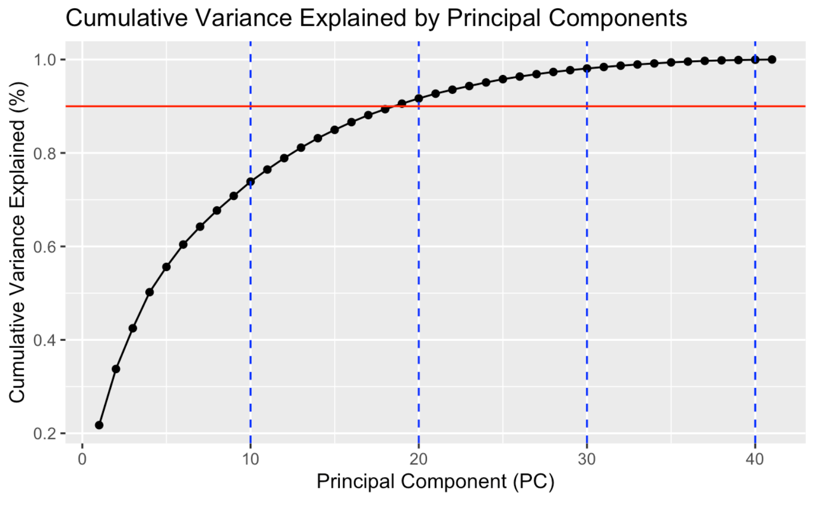 Cumulative Variance Explained by Principal Components
Cumulative Variance Explained (%)
1.0
0.8
0.6
0.4
0.2
0 10 20 30 40
Principal Component (PC)